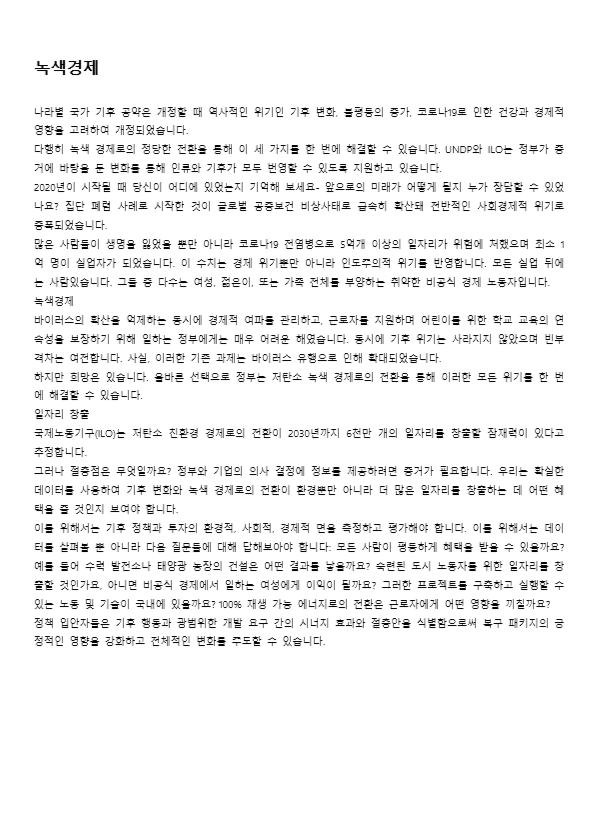 녹색경제
나라별 국가 기후 공약은 개정할 때 역사적인 위기인 기후 변화, 불평등의 증가, 코로나19로 인한 건강과 경제적
영향을 고려하여 개정되었습니다.
다행히 녹색 경제로의 정당한 전환을 통해 이 세 가지를 한 번에 해결할 수 있습니다. UNDP와 ILO는 정부가 증
거에 바탕을 둔 변화를 통해 인류와 기후가 모두 번영할 수 있도록 지원하고 있습니다.
2020년이 시작될 때 당신이 어디에 있었는지 기억해 보세요- 앞으로의 미래가 어떻게 될지 누가 장담할 수 있었
나요? 집단 폐렴 사례로 시작한 것이 글로벌 공중보건 비상사태로 급속히 확산돼 전반적인 사회경제적 위기로
증폭되었습니다.
많은 사람들이 생명을 잃었을 뿐만 아니라 코로나19 전염병으로 5억개 이상의 일자리가 위험에 처했으며 최소 1
억 명이 실업자가 되었습니다. 이 수치는 경제 위기뿐만 아니라 인도주의적 위기를 반영합니다. 모든 실업 뒤에
는 사람있습니다. 그들 중 다수는 여성, 젊은이, 또는 가족 전체를 부양하는 취약한 비공식 경제 노동자입니다.
녹색경제
바이러스의 확산을 억제하는 동시에 경제적 여파를 관리하고, 근로자를 지원하며 어린이를 위한 학교 교육의 연
속성을 보장하기 위해 일하는 정부에게는 매우 어려운 해였습니다. 동시에 기후 위기는 사라지지 않았으며 빈부
격차는 여전합니다. 사실, 이러한 기존 과제는 바이러스 유행으로 인해 확대되었습니다.
하지만 희망은 있습니다. 올바른 선택으로 정부는 저탄소 녹색 경제로의 전환을 통해 이러한 모든 위기를 한 번
에 해결할 수 있습니다.
일자리 창출
국제노동기구(ILO)는 저탄소 친환경 경제로의 전환이 2030년까지 6천만 개의 일자리를 창출할 잠재력이 있다고
추정합니다.
그러나 절충점은 무엇일까요? 정부와 기업의 의사 결정에 정보를 제공하려면 증거가 필요합니다. 우리는 확실한
데이터를 사용하여 기후 변화와 녹색 경제로의 전환이 환경뿐만 아니라 더 많은 일자리를 창출하는 데 어떤 혜
택을 줄 것인지 보여야 합니다.
이를 위해서는 기후 정책과 투자의 환경적, 사회적, 경제적 면을 측정하고 평가해야 합니다. 이를 위해서는 데이
터를 살펴볼 뿐 아니라 다음 질문들에 대해 답해보아야 합니다: 모든 사람이 평등하게 혜택을 받을 수 있을까요?
예를 들어 수력 발전소나 태양광 농장의 건설은 어떤 결과를 낳을까요? 숙련된 도시 노동자를 위한 일자리를 창
출할 것인가요, 아니면 비공식 경제에서 일하는 여성에게 이익이 될까요? 그러한 프로젝트를 구축하고 실행할 수
있는 노동 및 기술이 국내에 있을까요? 100% 재생 가능 에너지로의 전환은 근로자에게 어떤 영향을 끼칠까요?
정책 입안자들은 기후 행동과 광범위한 개발 요구 간의 시너지 효과와 절충안을 식별함으로써 복구 패키지의 긍
정적인 영향을 강화하고 전체적인 변화를 주도할 수 있습니다.